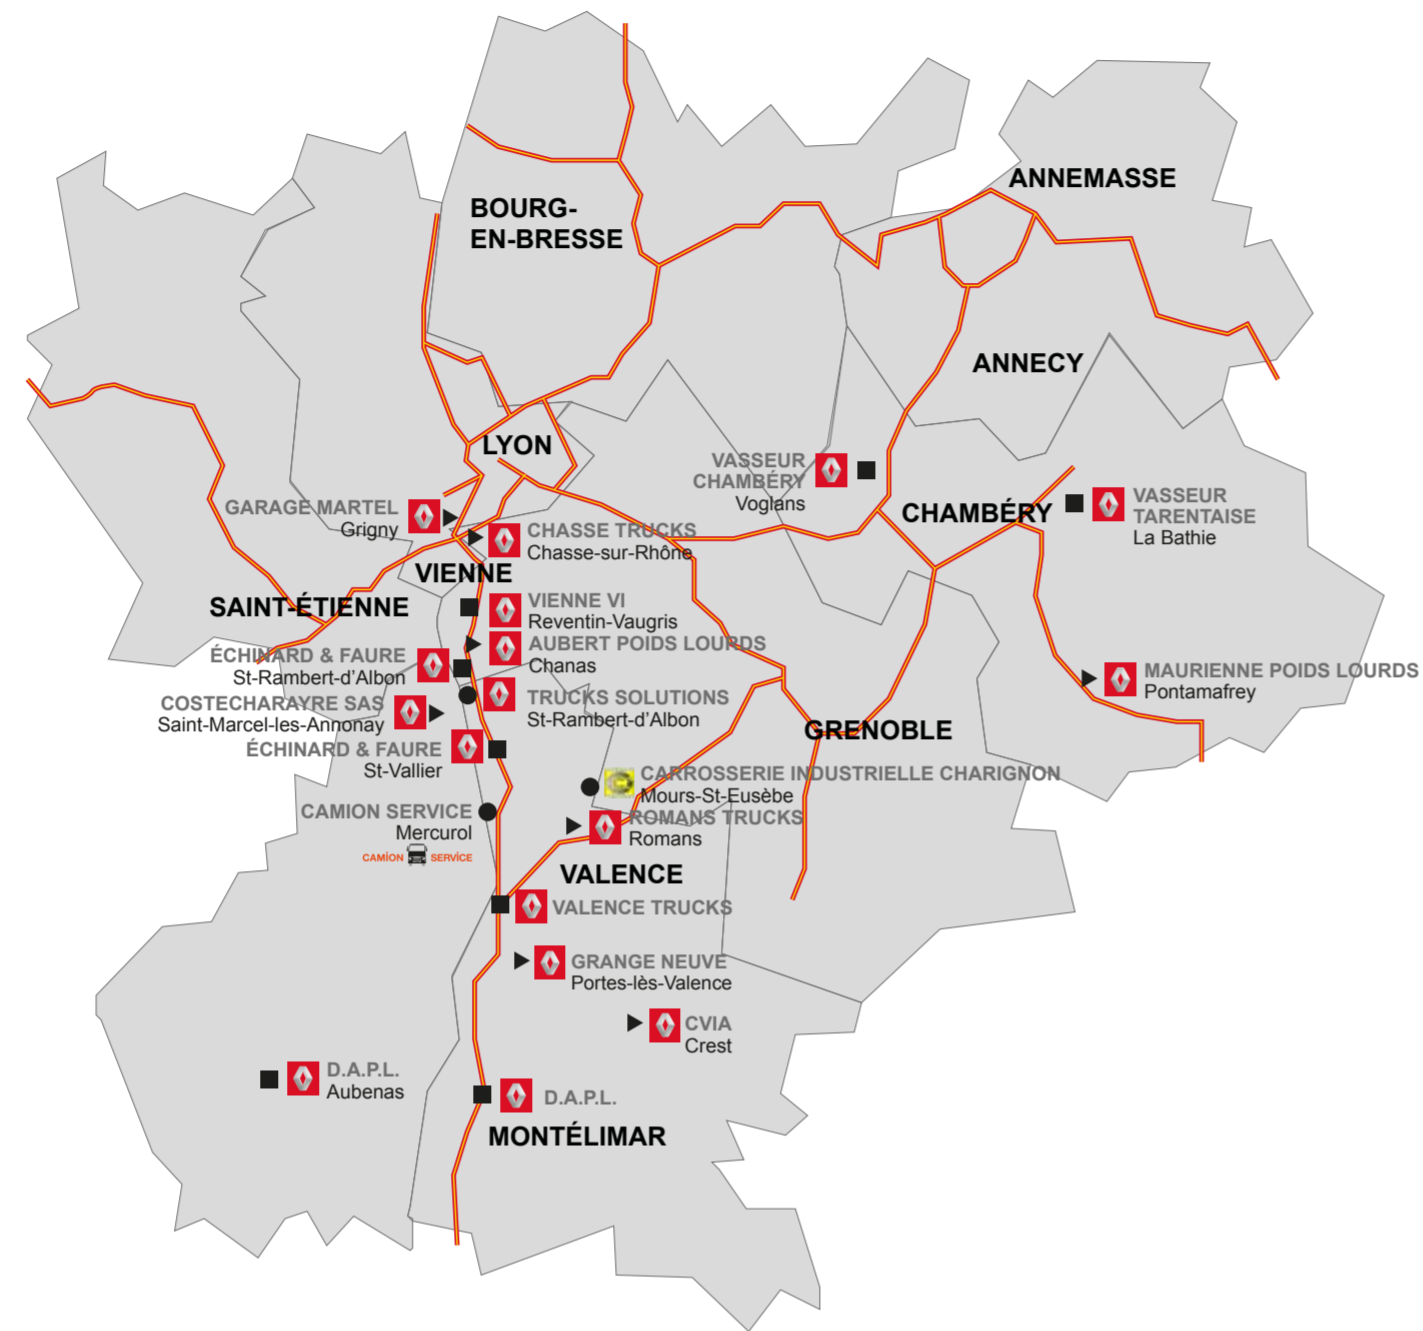 ANNEMASSE
BOURG-
EN-BRESSE
ANNECY
LYON
VASSEUR
CHAMBÉRY
Voglans
CHAMBÉRY
VASSEUR
TARENTAISE
La Bathie
GARAGE MARTEL
Grigny
CHASSE TRUCKS
Chasse-sur-Rhône
VIENNE
SAINT-ÉTIENNE
VIENNE VI
Reventin-Vaugris
AUBERT POIDS LOURDS
Chanas
ÉCHINARD & FAURE
St-Rambert-d'Albon
MAURIENNE POIDS LOURDS
Pontamafrey
COSTECHARAYRE SAS
Saint-Marcel-les-Annonay
TRUCKS SOLUTIONS
St-Rambert-d'Albon
GRENOBLE
ÉCHINARD & FAURE
St-Vallier
CARROSSERIE INDUSTRIELLE CHARIGNON
Mours-St-Eusèbe
CAMION SERVICE
Mercurol
CAMION SERVICE
ROMANS TRUCKS
Romans
VALENCE
VALENCE TRUCKS
GRANGE NEUVE
Portes-lès-Valence
CVIA
Crest
D.A.P.L.
Aubenas
D.A.P.L.
MONTÉLIMAR